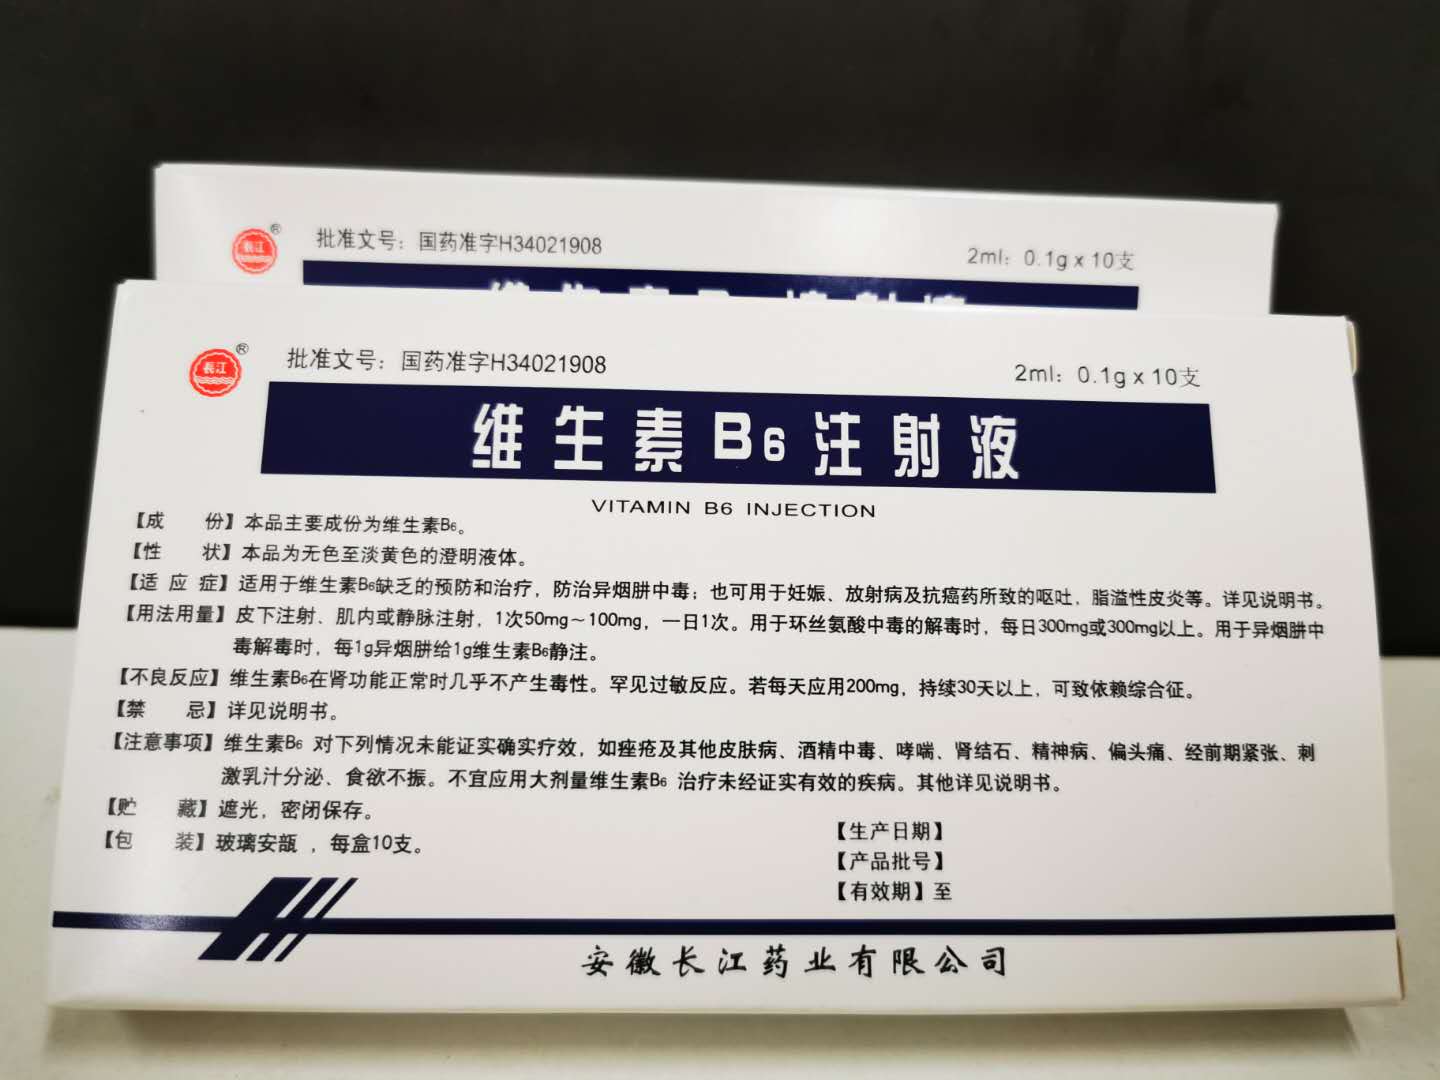 长江®
批准文号：国药准字H34021908
2ml：0.1g x 10支
维生素B6注射液
长江®
批准文号：国药准字H34021908
2ml：0.1g x 10支
维生素B6注射液
VITAMIN B6 INJECTION
【成 份】本品主要成份为维生素B6。
【性 状】本品为无色至淡黄色的澄明液体。
【适 应 症】适用于维生素B6缺乏的预防和治疗，防治异烟肼中毒；也可用于妊娠、放射病及抗癌药所致的呕吐，脂溢性皮炎等。详见说明书。
【用法用量】皮下注射、肌内或静脉注射，1次50mg～100mg，一日1次。用于环丝氨酸中毒的解毒时，每日300mg或300mg以上。用于异烟肼中
毒解毒时，每1g异烟肼给1g维生素B6静注。
【不良反应】维生素B6在肾功能正常时几乎不产生毒性。罕见过敏反应。若每天应用200mg，持续30天以上，可致依赖综合征。
【禁 忌】详见说明书。
【注意事项】维生素B6 对下列情况未能证实确实疗效，如痤疮及其他皮肤病、酒精中毒、哮喘、肾结石、精神病、偏头痛、经前期紧张、刺
激乳汁分泌、食欲不振。不宜应用大剂量维生素B6 治疗未经证实有效的疾病。其他详见说明书。
【贮 藏】遮光，密闭保存。
【包 装】玻璃安瓿 ，每盒10支。
【生产日期】
【产品批号】
【有效期】至
安徽长江药业有限公司